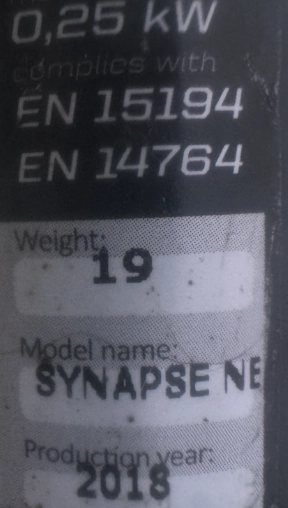 0,25 kW
complies with
EN 15194
EN 14764
Weight:
19
Model name:
SYNAPSE NE
Production year:
2018